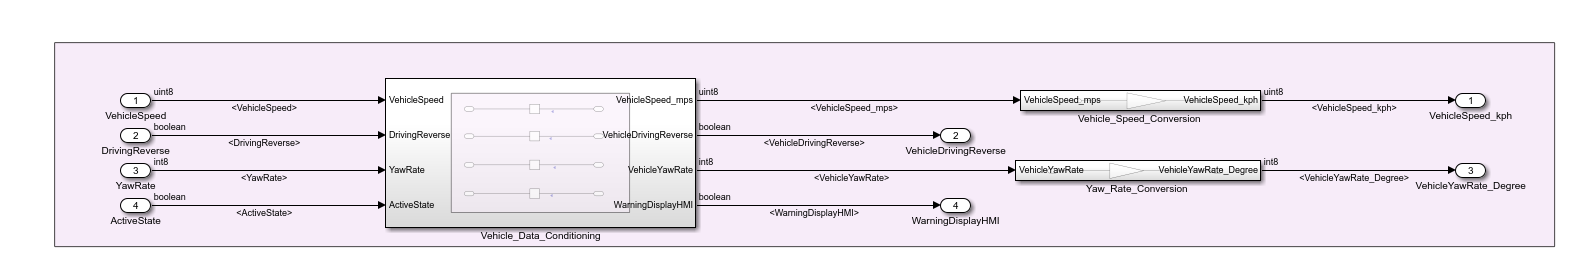 uint8
1
<VehicleSpeed>
VehicleSpeed
boolean
2
<DrivingReverse>
DrivingReverse
int8
3
<YawRate>
YawRate
boolean
4
<ActiveState>
ActiveState
VehicleSpeed
VehicleSpeed_mps
DrivingReverse
VehicleDrivingReverse
YawRate
VehicleYawRate
ActiveState
WarningDisplayHMI
Vehicle_Data_Conditioning
uint8
<VehicleSpeed_mps>
boolean
<VehicleDrivingReverse>
2
VehicleDrivingReverse
int8
<VehicleYawRate>
boolean
<WarningDisplayHMI>
4
WarningDisplayHMI
VehicleSpeed_mps
VehicleSpeed_kph
Vehicle_Speed_Conversion
uint8
<VehicleSpeed_kph>
1
VehicleSpeed_kph
VehicleYawRate
VehicleYawRate_Degree
Yaw_Rate_Conversion
int8
<VehicleYawRate_Degree>
3
VehicleYawRate_Degree